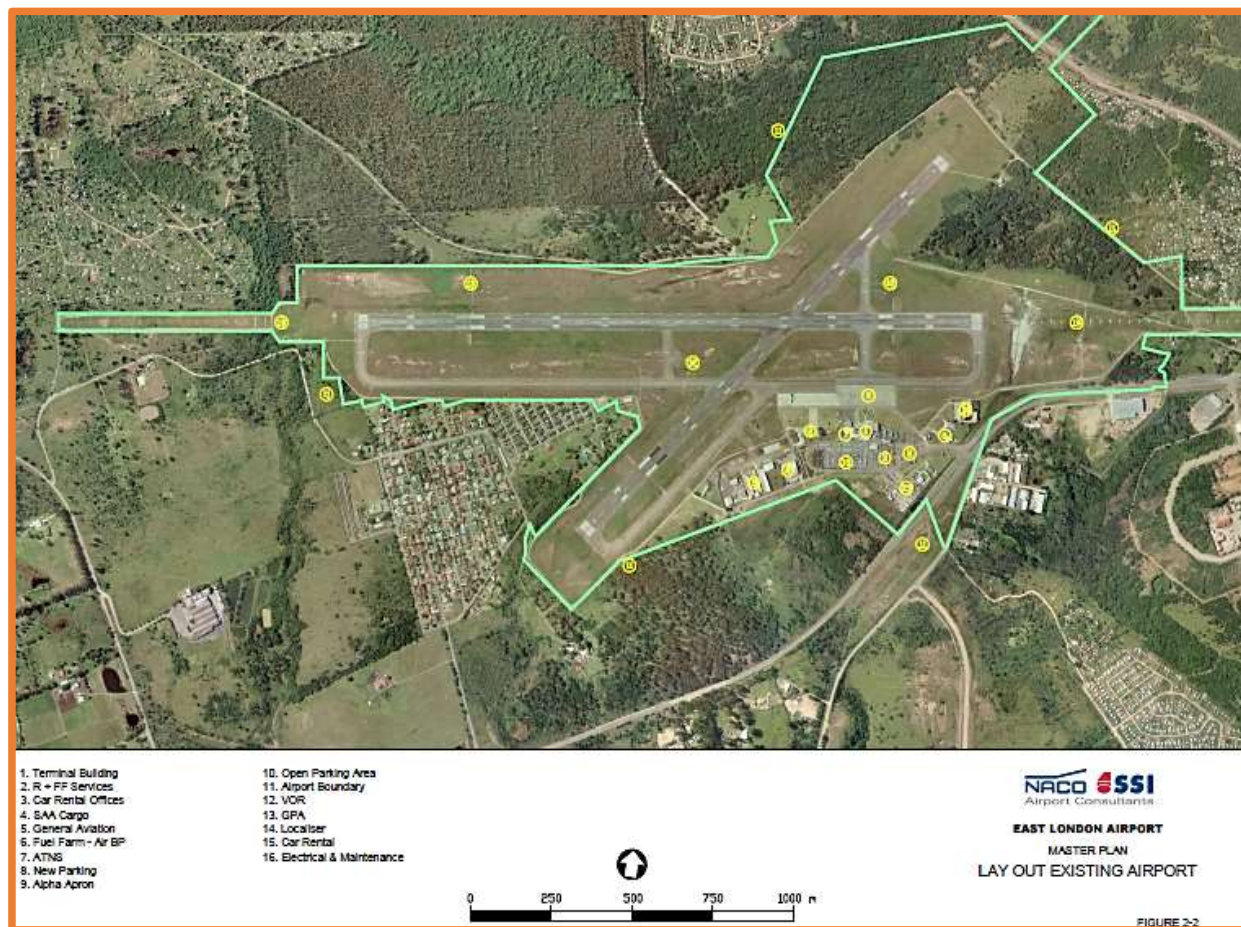 1. Terminal Building
2. R + FF Services
3. Car Rental Offices
4. SAA Cargo
5. General Aviation
6. Fuel Farm - Air BP
7. ATNS
8. New Parking
9. Alpha Apron
10. Open Parking Area
11. Airport Boundary
12. VOR
13. GPA
14. Localiser
15. Car Rental
16. Electrical & Maintenance
0 250 500 750 1000 m
NACO SSI
Airport Consultants
EAST LONDON AIRPORT
MASTER PLAN
LAY OUT EXISTING AIRPORT
FIGURE 2-2